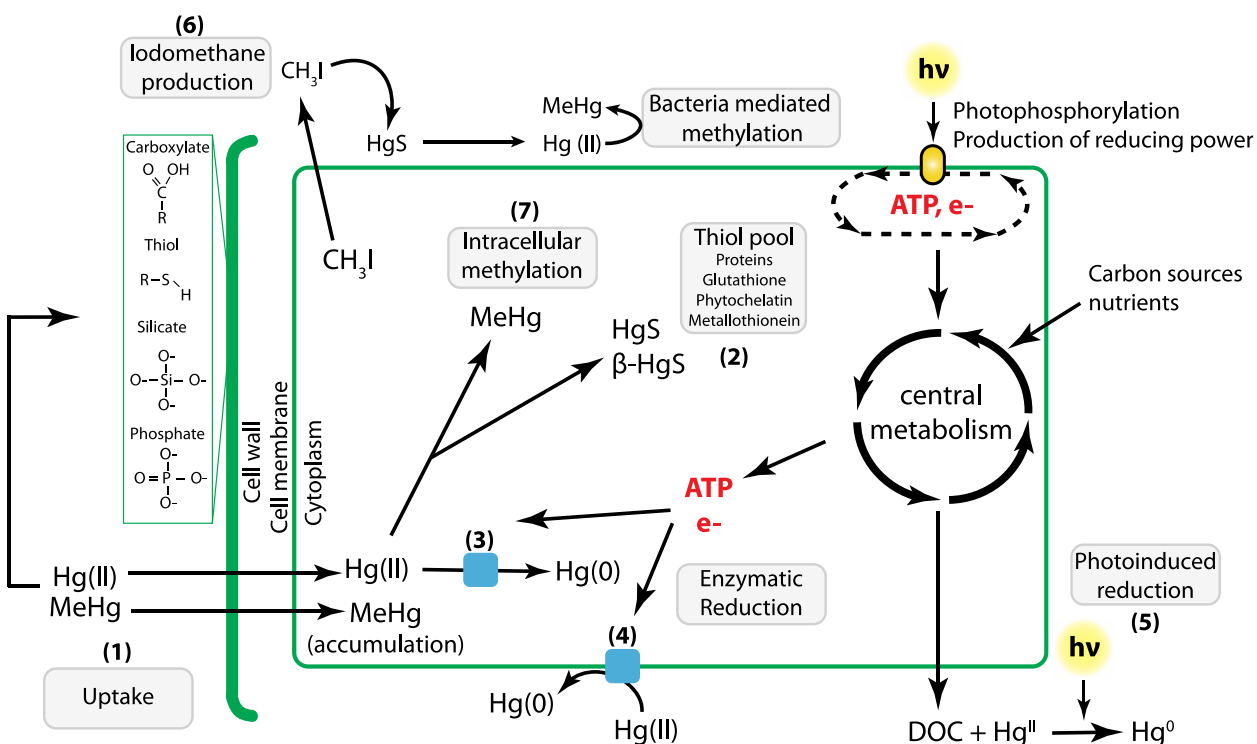 (6)
Iodomethane
production
CH₃I
HgS
MeHg
Hg (II)
Bacteria mediated
methylation
hν
Photophosphorylation
Production of reducing power
ATP, e-
Carboxylate
O
OH
C
R
Thiol
R–S
H
Silicate
O-
O- Si O- O-
O-
Phosphate
O-
O=P O- O-
O-
Cell wall
Cell membrane
Cytoplasm
CH₃I
(7)
Intracellular
methylation
MeHg
Thiol pool
Proteins
Glutathione
Phytochelatin
Metallothionein
(2)
HgS
β-HgS
Carbon sources
nutrients
central
metabolism
ATP
e-
Hg(II)
MeHg
(1)
Uptake
Hg(II)
MeHg
(accumulation)
(3)
Hg(0)
Enzymatic
Reduction
(4)
Hg(0)
Hg(II)
Photoinduced
reduction
(5)
hν
DOC + Hgᴵᴵ
Hg⁰